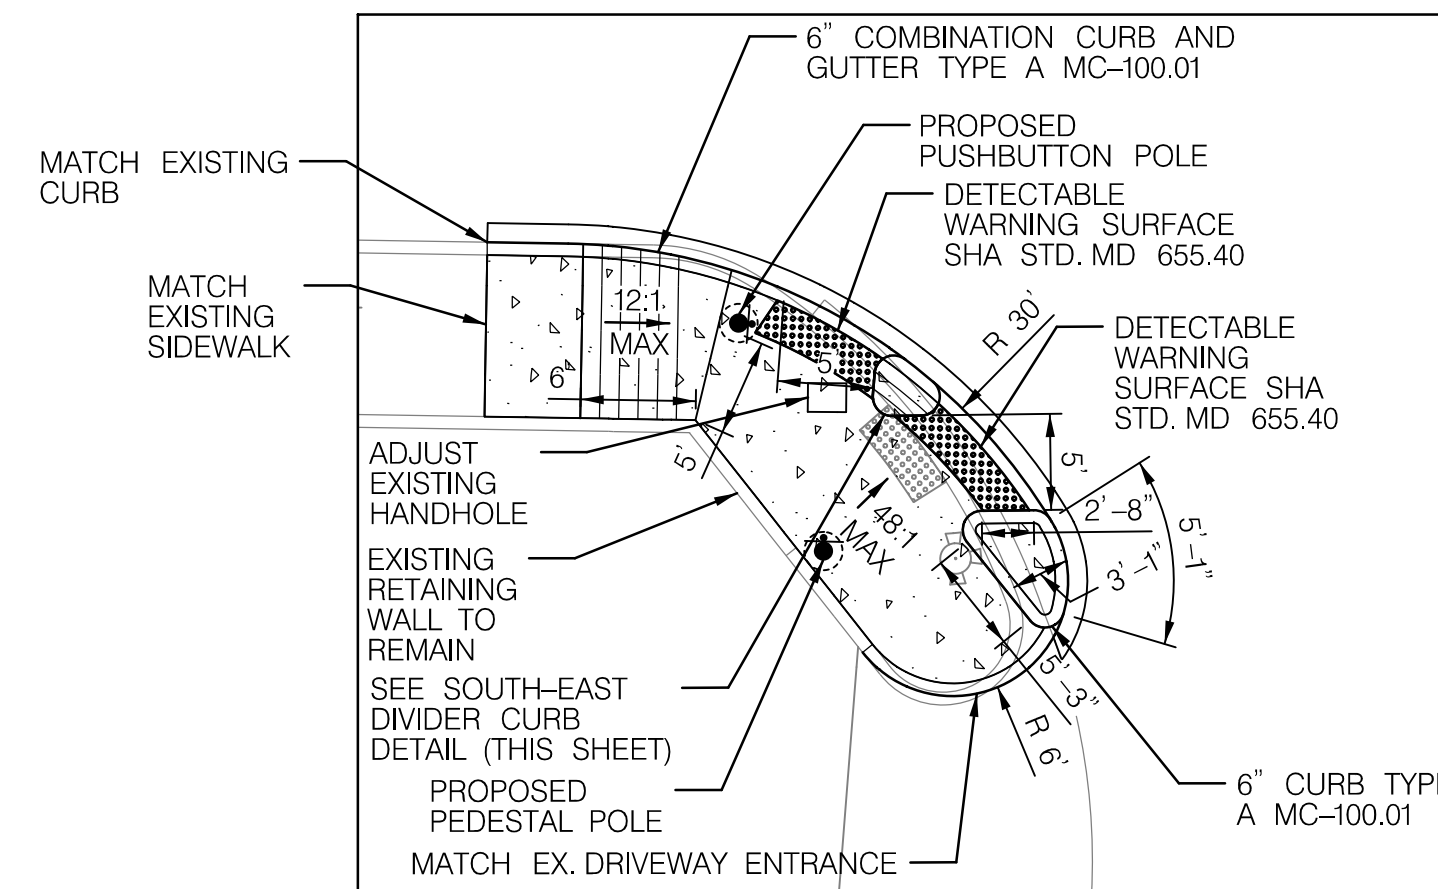 6” COMBINATION CURB AND
GUTTER TYPE A MC–100.01
PROPOSED
PUSHBUTTON POLE
MATCH EXISTING
CURB
DETECTABLE
WARNING SURFACE
SHA STD. MD 655.40
MATCH
EXISTING
SIDEWALK
12:1
MAX
R 30’
DETECTABLE
WARNING
SURFACE SHA
STD. MD 655.40
6’
5’
5’
5’
ADJUST
EXISTING
HANDHOLE
48:1
MAX
2’–8”
3’–1”
5’–1”
EXISTING
RETAINING
WALL TO
REMAIN
5’–3”
R 6’
SEE SOUTH–EAST
DIVIDER CURB
DETAIL (THIS SHEET)
PROPOSED
PEDESTAL POLE
6” CURB TYPE
A MC–100.01
MATCH EX. DRIVEWAY ENTRANCE